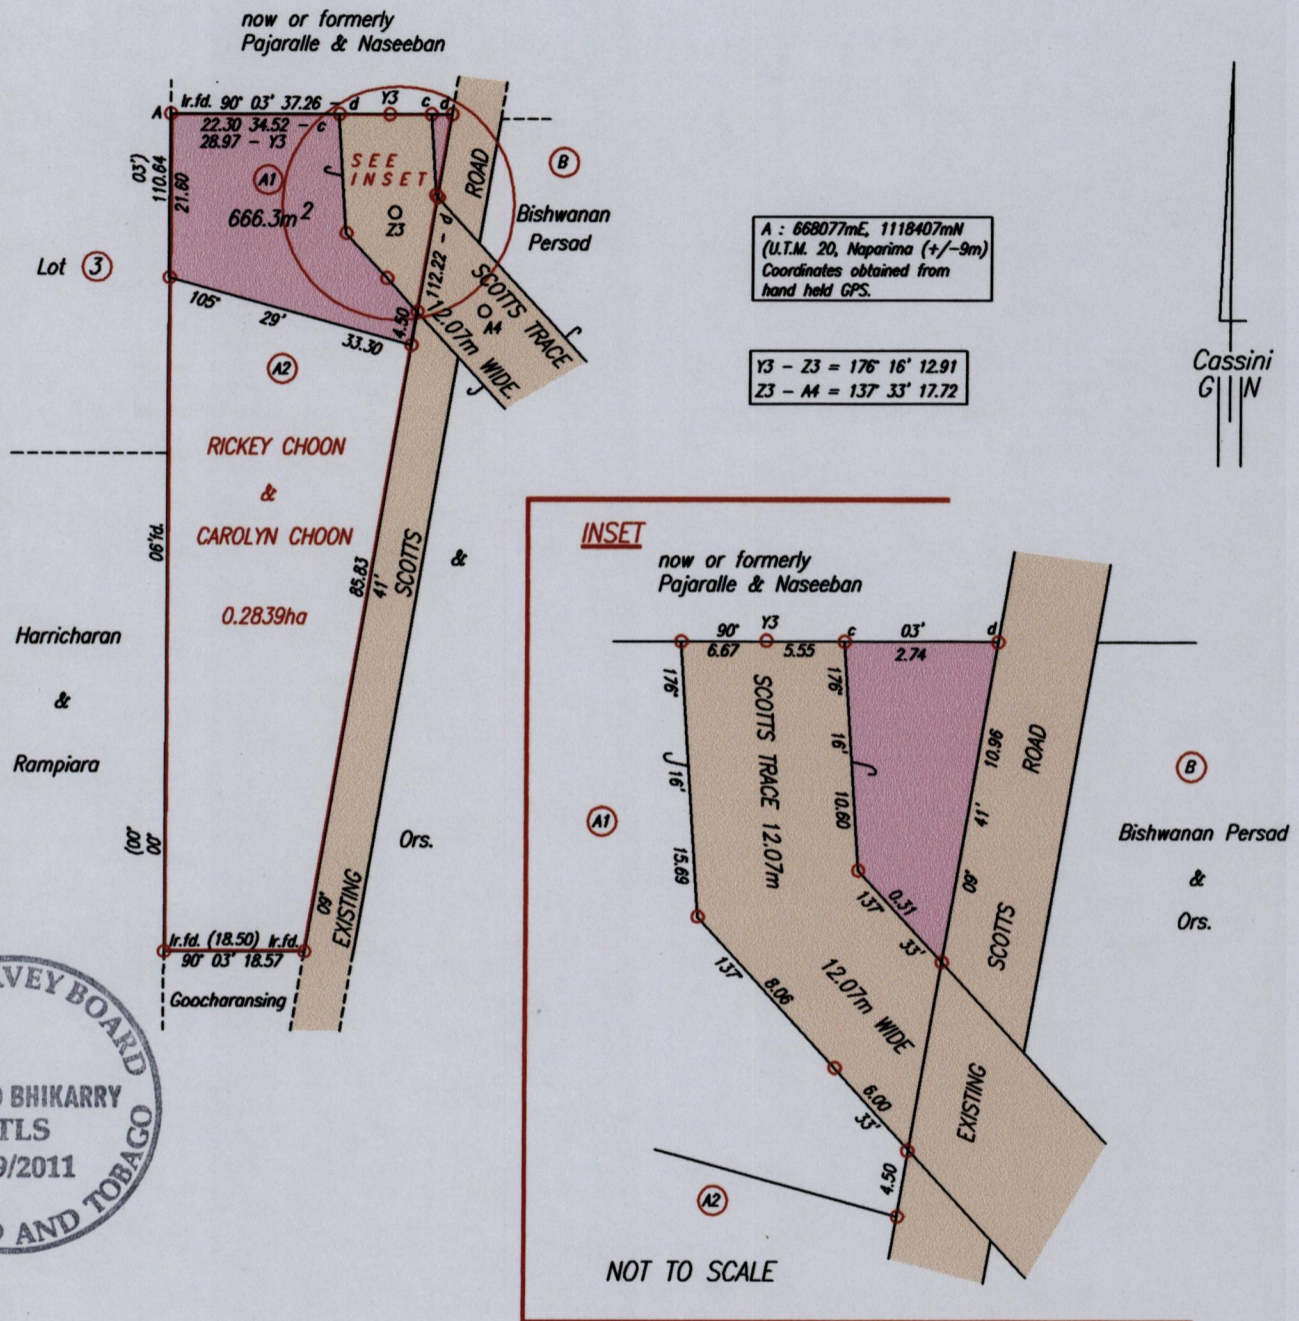 now or formerly
Pajaralle & Naseeban
A
Ir.fd. 90° 03' 37.26 - d
Y3
c
d
22.30 34.52 - c
28.97 - Y3
03')
110.64
21.60
A1
666.3m²
SEE
INSET
Z3
ROAD
B
Bishwanan
Persad
Lot 3
105° 29' 33.30
112.22 - d
4.50
SCOTTS TRACE
12.07m WIDE.
A4
A2
A : 668077mE, 1118407mN
(U.T.M. 20, Naparima (+/-9m)
Coordinates obtained from
hand held GPS.
Y3 - Z3 = 176° 16' 12.91
Z3 - A4 = 137° 33' 17.72
Cassini
G N
RICKEY CHOON
&
CAROLYN CHOON
0.2839ha
06'fd.
85.83
41'
SCOTTS
&
Harricharan
&
Rampiara
(00'
00'
Ors.
09'
EXISTING
Ir.fd. (18.50) Ir.fd.
90° 03' 18.57
Goocharansing
VEY BOARD
BHIKARRY
TLS
9/2011
AND TOBAGO
INSET
now or formerly
Pajaralle & Naseeban
90° Y3 c 03' d
6.67 5.55 2.74
176°
16'
15.69
SCOTTS TRACE 12.07m
176°
16'
10.60
ROAD
10.96
41'
09'
B
A1
Bishwanan Persad
&
Ors.
0.31
137°
33'
SCOTTS
137°
8.06
12.07m WIDE
6.00
33'
EXISTING
4.50
A2
NOT TO SCALE